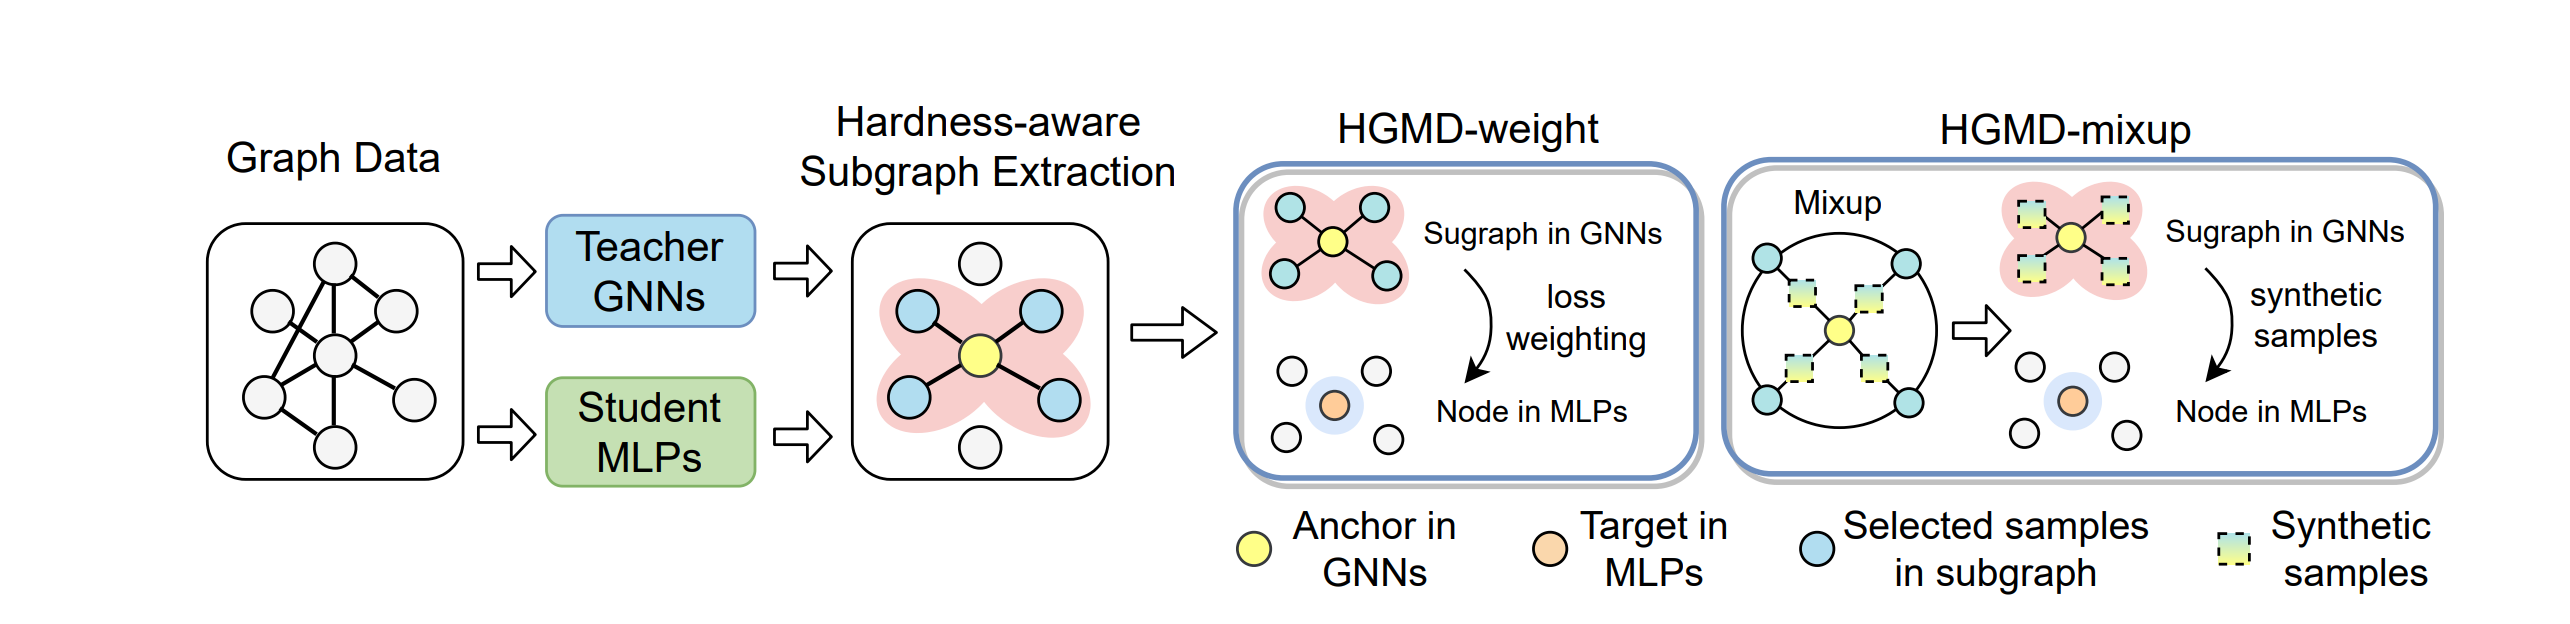 Graph Data
Teacher
GNNs
Student
MLPs
Hardness-aware
Subgraph Extraction
HGMD-weight
Sugraph in GNNs
loss
weighting
Node in MLPs
HGMD-mixup
Mixup
Sugraph in GNNs
synthetic
samples
Node in MLPs
Anchor in
GNNs
Target in
MLPs
Selected samples
in subgraph
Synthetic
samples